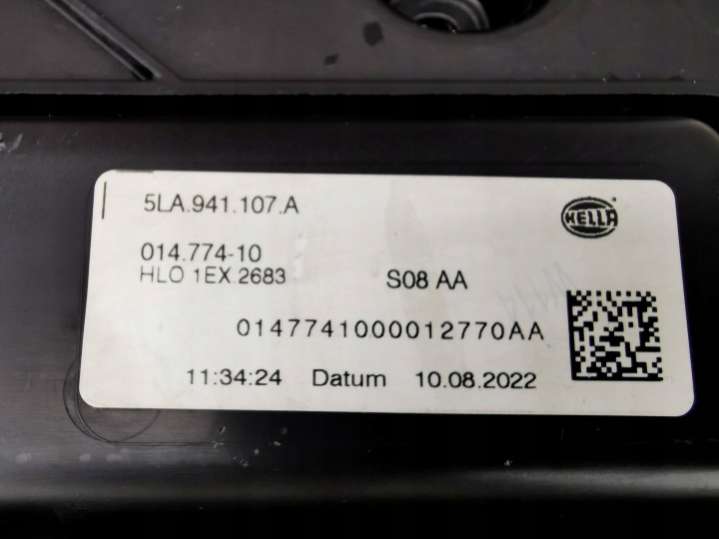 5LA.941.107.A
HELLA
014.774-10
HLO 1EX.2683
S08 AA
0147741000012770AA
11:34:24 Datum 10.08.2022